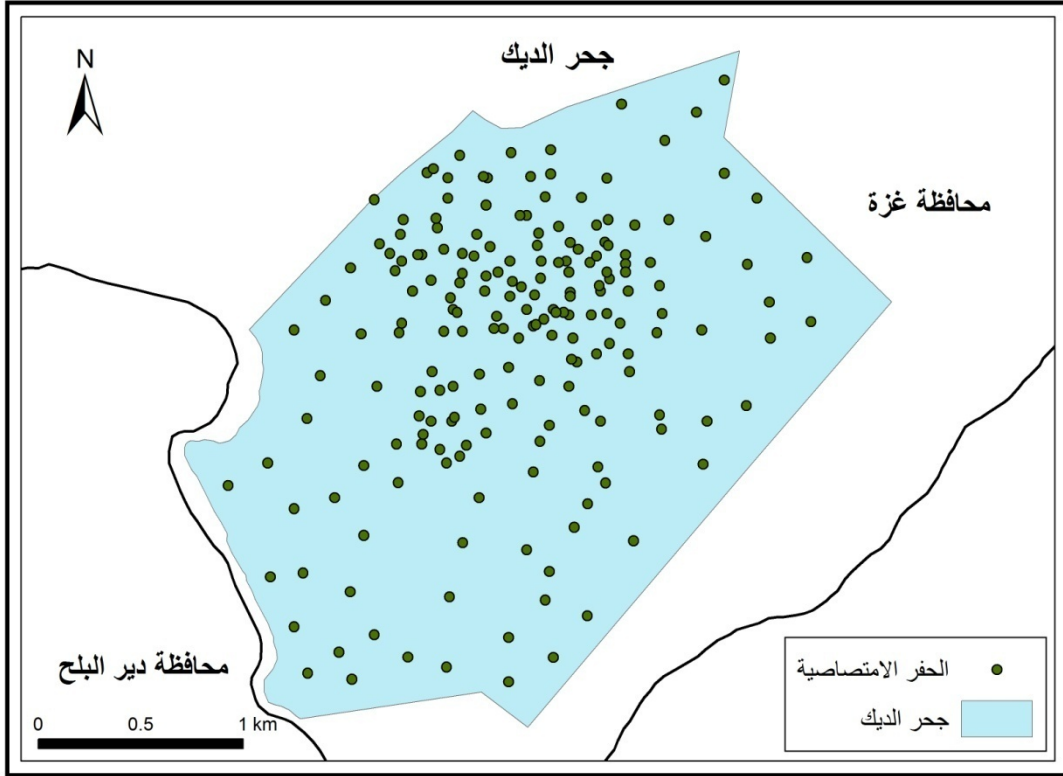 جحر الديك
N
محافظة غزة
محافظة دير البلح
0 0.5 1 km
الحفر الامتصاصية
جحر الديك